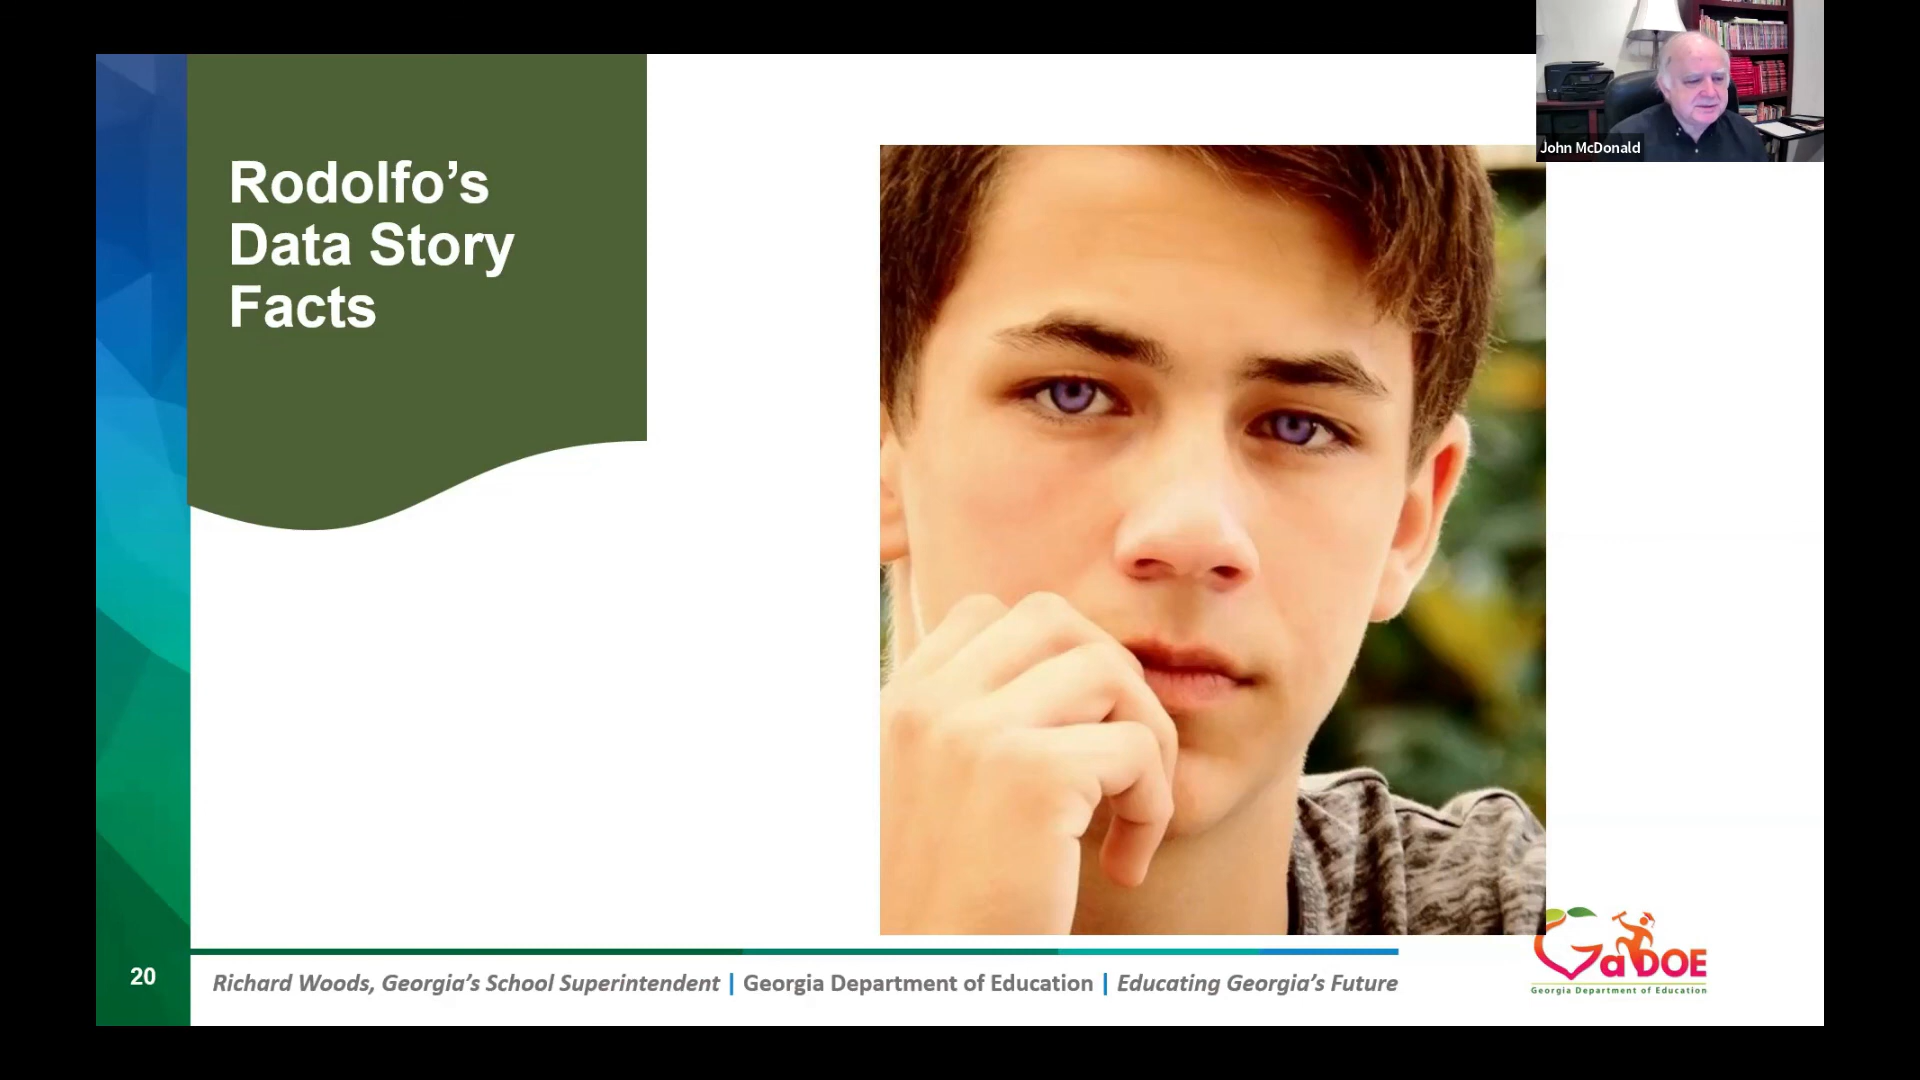 John McDonald
Rodolfo’s
Data Story
Facts
20
Richard Woods, Georgia’s School Superintendent | Georgia Department of Education | Educating Georgia’s Future
GaDOE
Georgia Department of Education